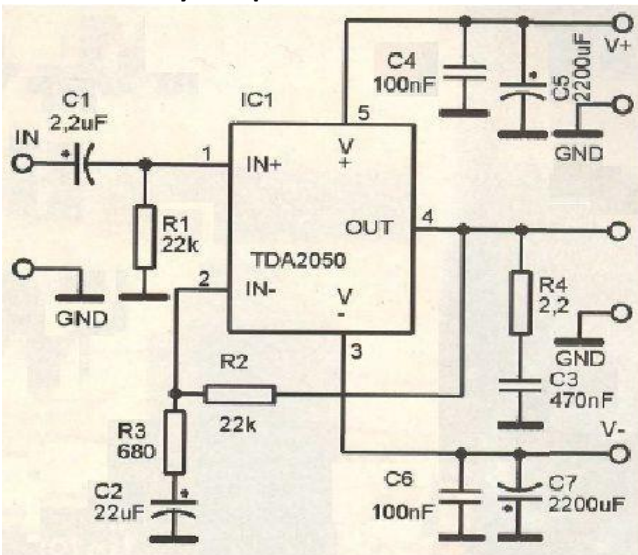 V+
C4
100nF
C5
2200uF
GND
C1
2,2uF
IN
IC1
5
1
IN+
V
+
R1
22k
OUT
4
TDA2050
2
IN-
V
-
GND
3
R4
2,2
GND
R2
22k
C3
470nF
R3
680
V-
C2
22uF
C6
100nF
C7
2200uF